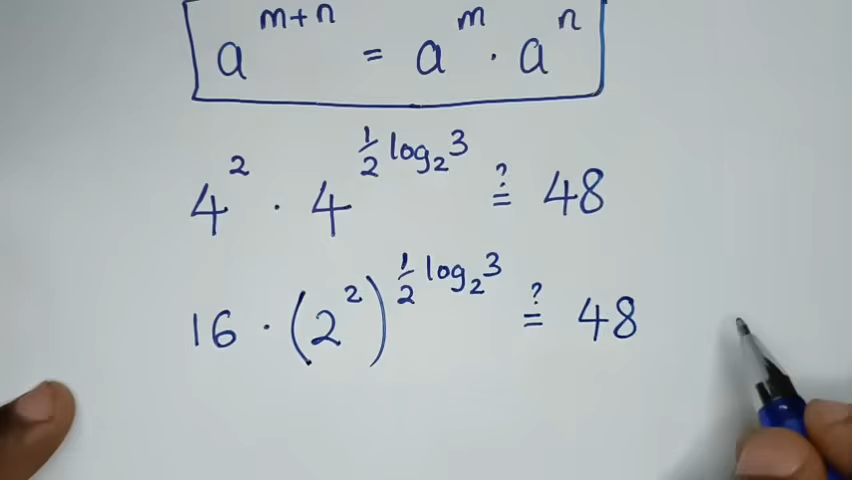 a^{m+n} = a^m · a^n
4^2 · 4^{1/2 log_2 3} ≟ 48
16 · (2^2)^{1/2 log_2 3} ≟ 48